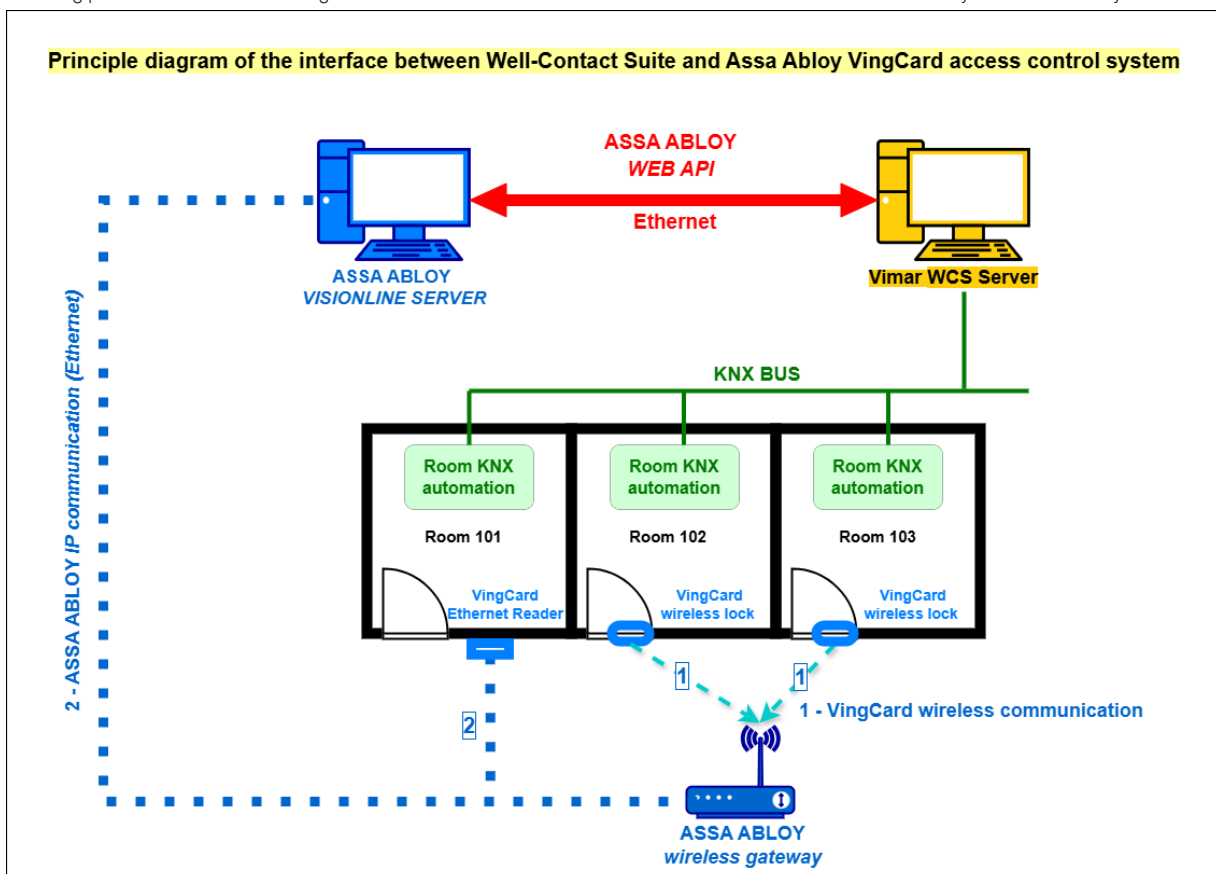 Principle diagram of the interface between Well-Contact Suite and Assa Abloy VingCard access control system
ASSA ABLOY
WEB API
Ethernet
ASSA ABLOY
VISIONLINE SERVER
Vimar WCS Server
2 - ASSA ABLOY IP communication (Ethernet)
KNX BUS
Room KNX
automation
Room KNX
automation
Room KNX
automation
Room 101
Room 102
Room 103
VingCard
Ethernet Reader
VingCard
wireless lock
VingCard
wireless lock
1
1
2
1 - VingCard wireless communication
ASSA ABLOY
wireless gateway